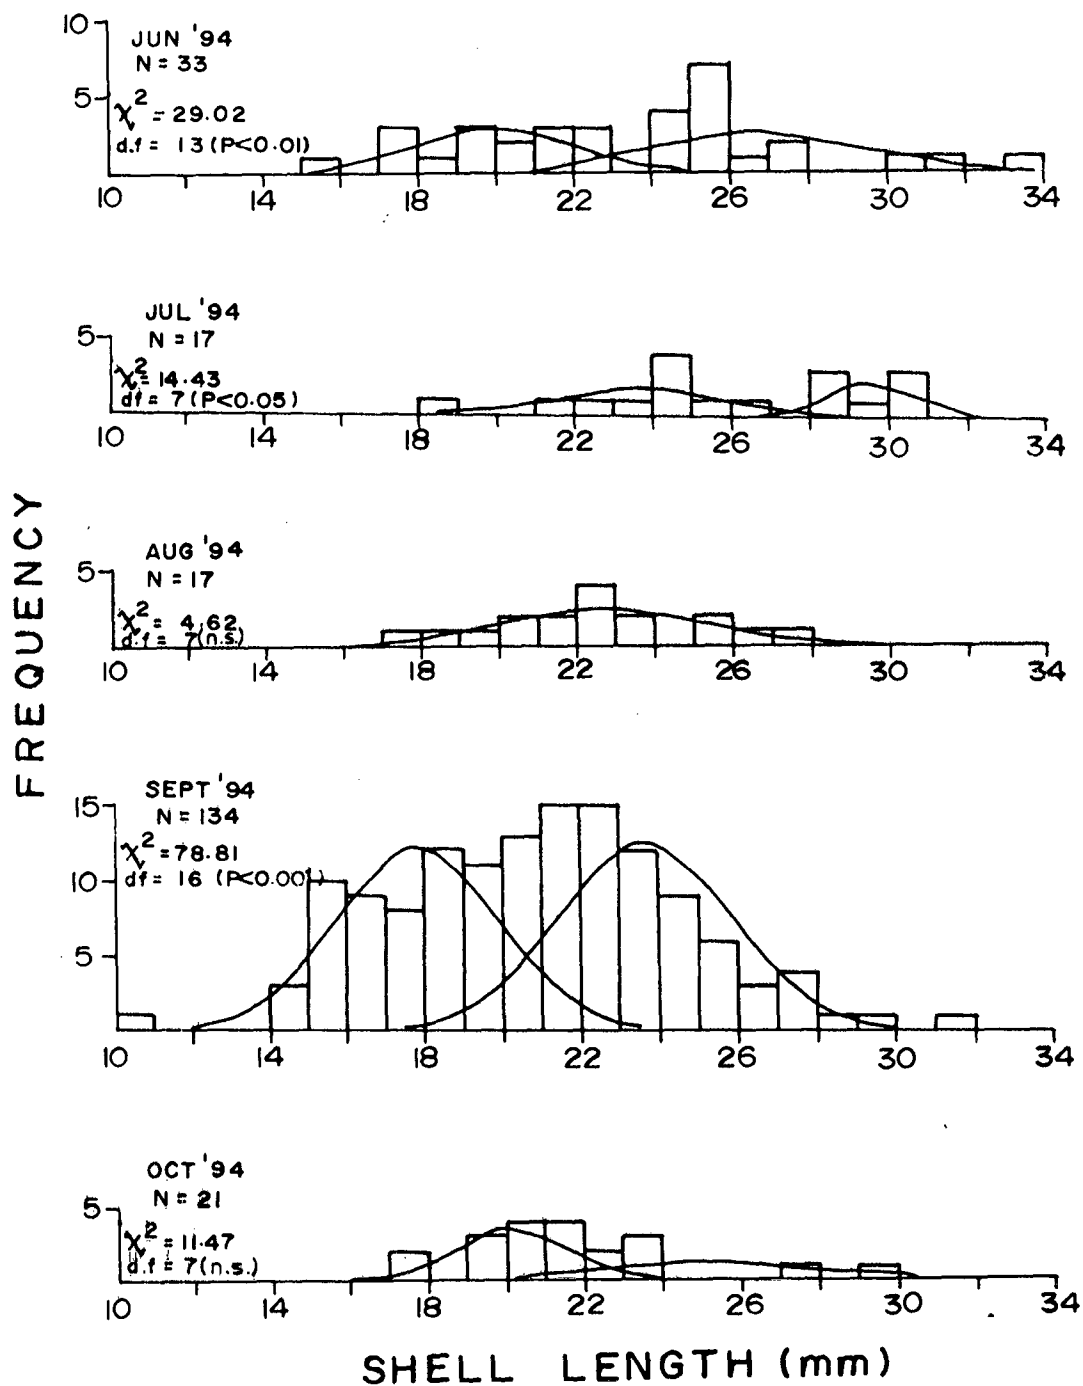 10
JUN '94
N = 33
5
χ² = 29.02
d.f = 13 (P<0.01)
10 14 18 22 26 30 34
JUL '94
5
N = 17
χ² = 14.43
df = 7 (P<0.05)
10 14 18 22 26 30 34
AUG '94
5
N = 17
χ² = 4.62
d.f = 7(n.s.)
10 14 18 22 26 30 34
FREQUENCY
SEPT '94
15
N = 134
χ² = 78.81
10
df = 16 (P<0.001)
5
10 14 18 22 26 30 34
OCT '94
N = 21
5
χ² = 11.47
d.f = 7(n.s.)
10 14 18 22 26 30 34
SHELL LENGTH (mm)